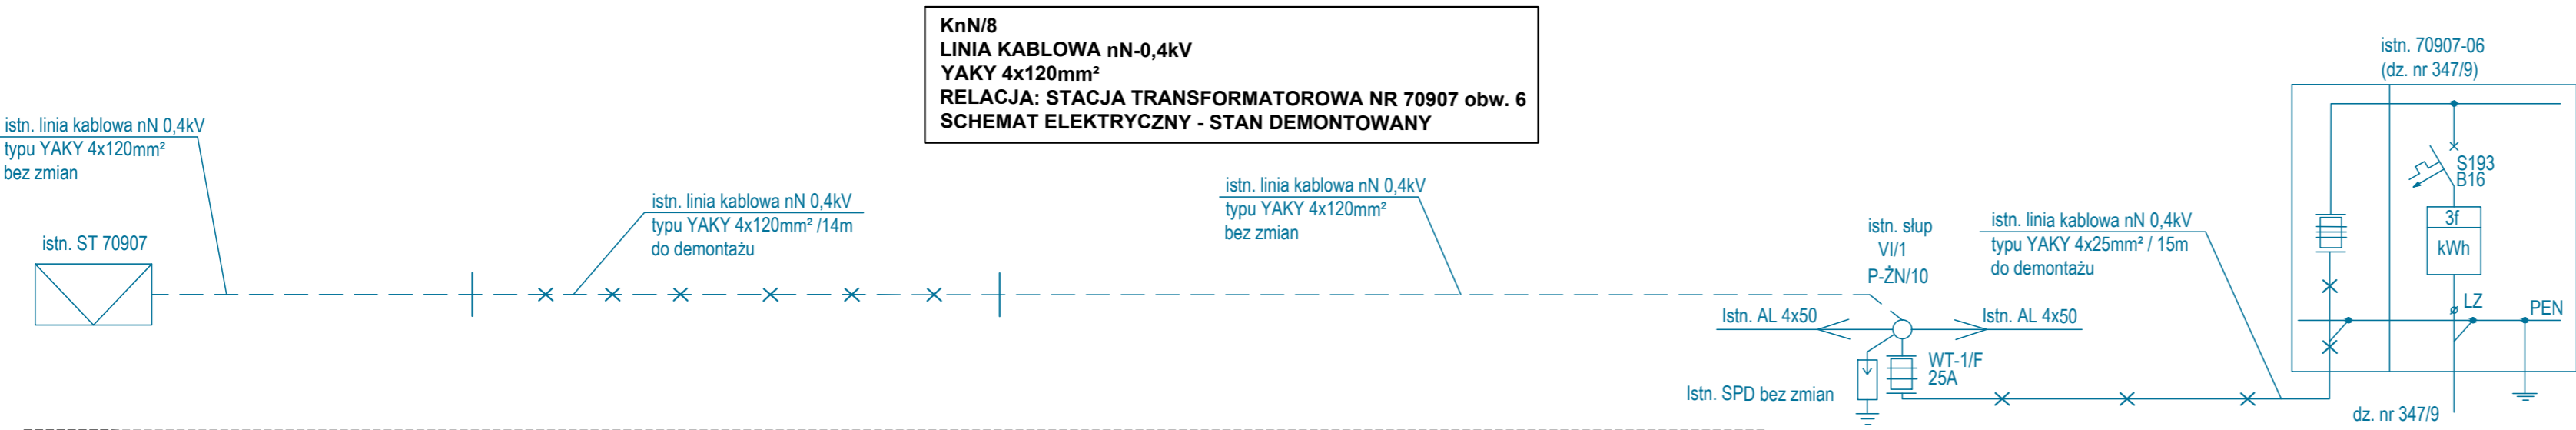 KnN/8
LINIA KABLOWA nN-0,4kV
YAKY 4x120mm²
RELACJA: STACJA TRANSFORMATOROWA NR 70907 obw. 6
SCHEMAT ELEKTRYCZNY - STAN DEMONTOWANY
istn. linia kablowa nN 0,4kV
typu YAKY 4x120mm²
bez zmian
istn. ST 70907
istn. linia kablowa nN 0,4kV
typu YAKY 4x120mm² /14m
do demontażu
istn. linia kablowa nN 0,4kV
typu YAKY 4x120mm²
bez zmian
istn. słup
VI/1
P-ŻN/10
Istn. AL 4x50
Istn. AL 4x50
WT-1/F
25A
Istn. SPD bez zmian
istn. linia kablowa nN 0,4kV
typu YAKY 4x25mm² / 15m
do demontażu
istn. 70907-06
(dz. nr 347/9)
S193
B16
3f
kWh
LZ
PEN
dz. nr 347/9